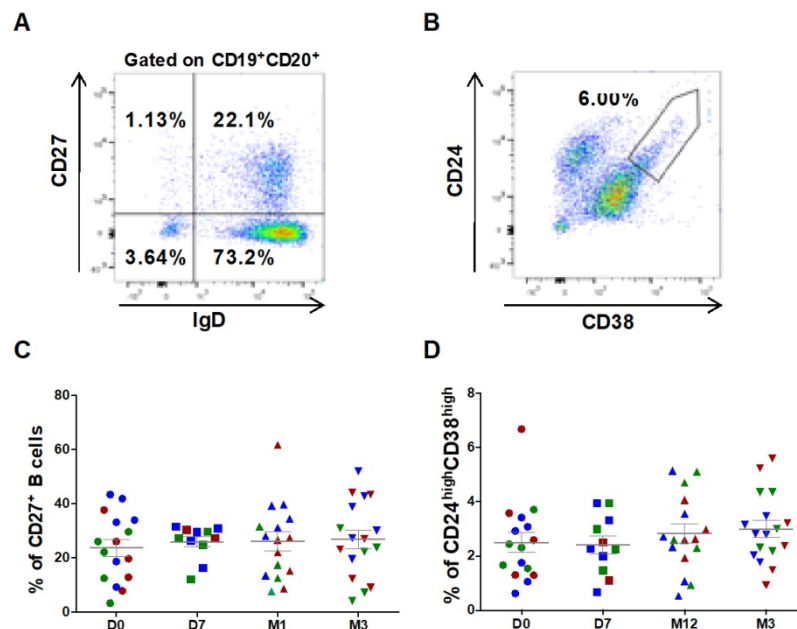 A
Gated on CD19⁺CD20⁺
CD27
1.13%
22.1%
3.64%
73.2%
IgD
B
CD24
6.00%
CD38
C
% of CD27⁺ B cells
80
60
40
20
0
D0
D7
M1
M3
D
% of CD24ʰⁱᵍʰCD38ʰⁱᵍʰ
8
6
4
2
0
D0
D7
M12
M3